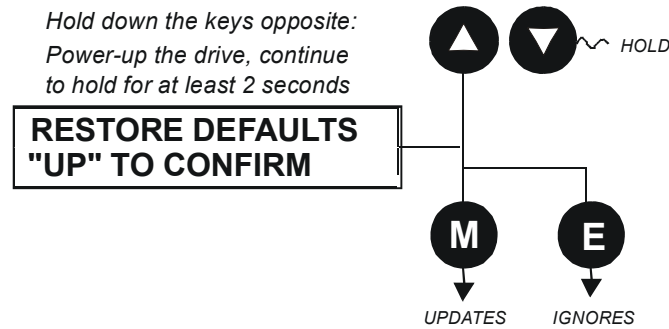 Hold down the keys opposite:
Power-up the drive, continue
to hold for at least 2 seconds
HOLD
RESTORE DEFAULTS
"UP" TO CONFIRM
M
E
UPDATES
IGNORES